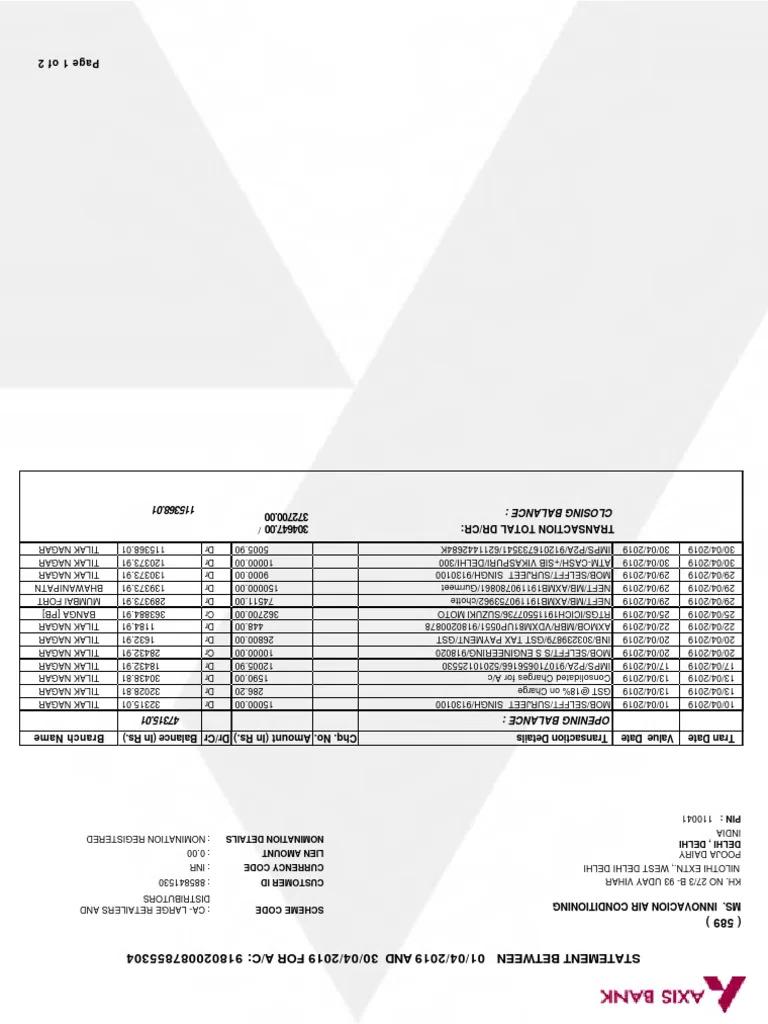 AXIS BANK
STATEMENT BETWEEN 01/04/2019 AND 30/04/2019 FOR A/C: 918020087855304
( 589 )
MS. INNOVACION AIR CONDITIONING
KH. NO 27/3 B- 93 UDAY VIHAR
NILOTHI EXTN., WEST DELHI DELHI
POOJA DAIRY
DELHI , DELHI
INDIA
PIN : 110041
SCHEME CODE : CA- LARGE RETAILERS AND
DISTRIBUTORS
CUSTOMER ID : 885841530
CURRENCY CODE : INR
LIEN AMOUNT : 0.00
NOMINATION DETAILS : NOMINATION REGISTERED
Tran Date Value Date Transaction Details Chq. No. Amount (in Rs.) Dr/Cr Balance (in Rs.) Branch Name
OPENING BALANCE : 47315.01
10/04/2019 10/04/2019 MOB/SELFFT/SURJEET SINGH/9130100 15000.00 Dr 32315.01 TILAK NAGAR
13/04/2019 13/04/2019 GST @18% on Charge 286.20 Dr 32028.81 TILAK NAGAR
13/04/2019 13/04/2019 Consolidated Charges for A/c 1590.00 Dr 30438.81 TILAK NAGAR
17/04/2019 17/04/2019 IMPS/P2A/910710656166/5201012530 12005.90 Dr 18432.91 TILAK NAGAR
20/04/2019 20/04/2019 MOB/SELFFT/S S ENGINEERING/918020 10000.00 Cr 28432.91 TILAK NAGAR
20/04/2019 20/04/2019 INB/303239879/GST TAX PAYMENT/GST 26800.00 Dr 1632.91 TILAK NAGAR
22/04/2019 22/04/2019 AXMOB/MBR/VDXM81UP0551/9180200878 448.00 Dr 1184.91 TILAK NAGAR
25/04/2019 25/04/2019 RTGS/ICICH19115507736/SUZUKI MOTO 362700.00 Cr 363884.91 BANGA [PB]
29/04/2019 29/04/2019 NEFT/MB/AXMB191190753962/chotte 74511.00 Dr 289373.91 MUMBAI FORT
29/04/2019 29/04/2019 NEFT/MB/AXMB191190780861/Gurmeet 150000.00 Dr 139373.91 BHAWANIPATN
29/04/2019 29/04/2019 MOB/SELFFT/SURJEET SINGH/9130100 9000.00 Dr 130373.91 TILAK NAGAR
30/04/2019 30/04/2019 ATM-CASH/+SIB VIKASPURI/DELHI/300 10000.00 Dr 120373.91 TILAK NAGAR
30/04/2019 30/04/2019 IMPS/P2A/912016733541/6211442684K 5005.90 Dr 115368.01 TILAK NAGAR
TRANSACTION TOTAL DR/CR: 304647.00 /
372700.00
CLOSING BALANCE : 115368.01
Page 1 of 2